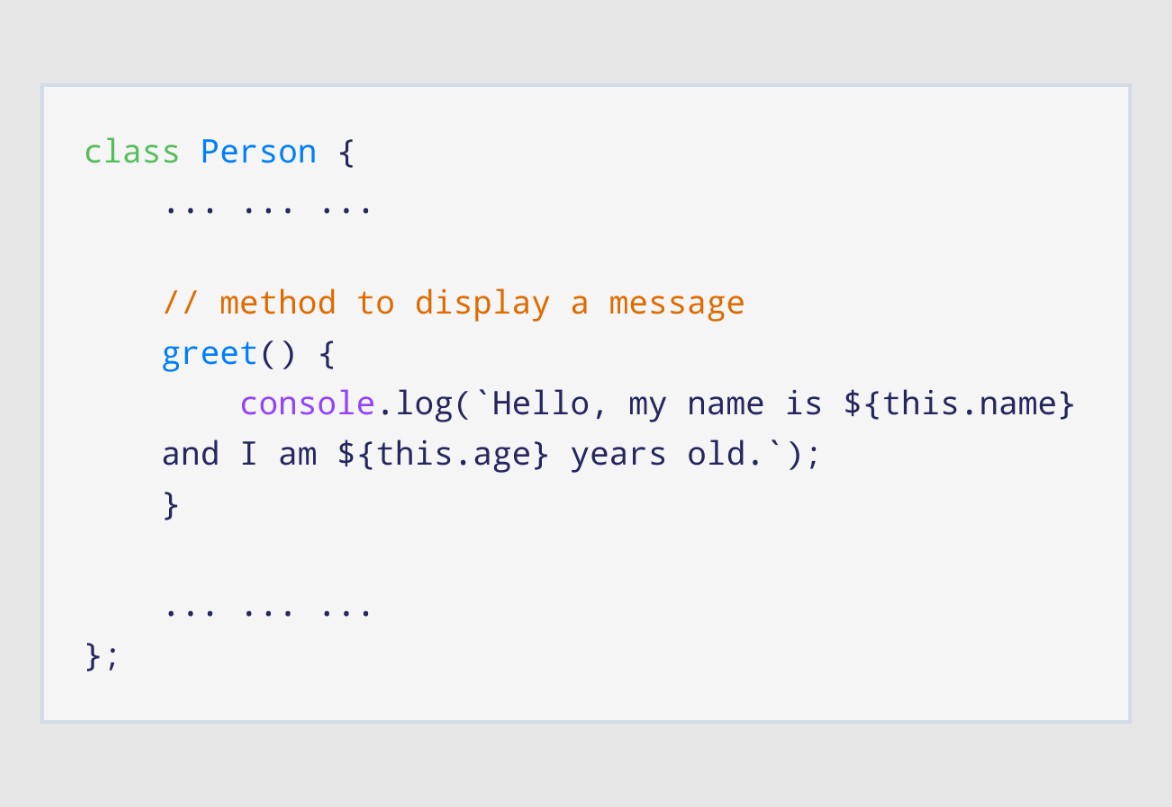 class Person {
    ... ... ...

    // method to display a message
    greet() {
        console.log(`Hello, my name is ${this.name}
    and I am ${this.age} years old.`);
    }

    ... ... ...
};